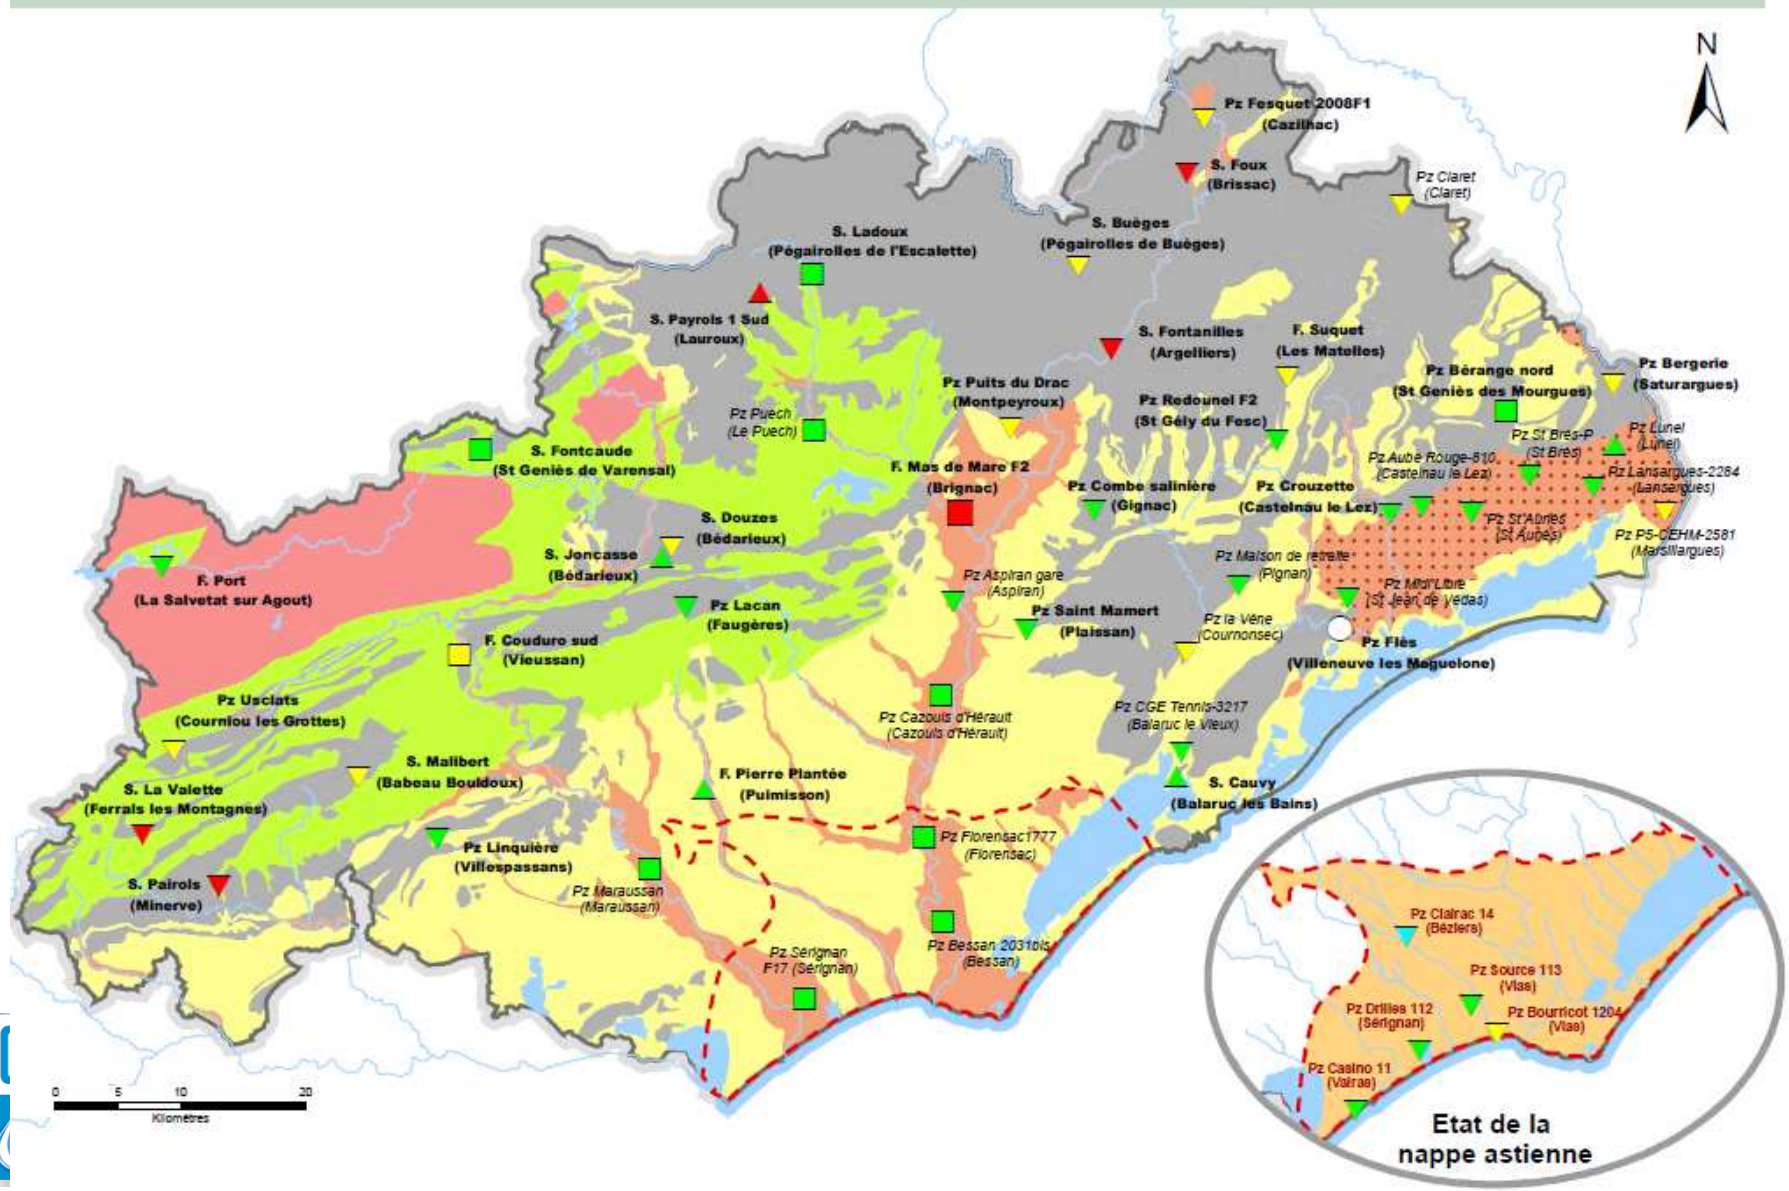 N
Pz Fesquet 2008F1
(Cazilhac)
S. Foux
(Brissac)
Pz Claret
(Claret)
S. Buèges
(Pégairolles de Buèges)
S. Ladoux
(Pégairolles de l'Escalette)
S. Payrols 1 Sud
(Lauroux)
S. Fontanilles
(Argelliers)
F. Suquet
(Les Matelles)
Pz Bergerie
(Saturargues)
Pz Bérange nord
(St Geniès des Mourgues)
Pz Puits du Drac
(Montpeyroux)
Pz Redounel F2
(St Gély du Fesc)
Pz Puech
(Le Puech)
Pz St Brès-P
(St Brès)
Pz Lunel
(Lunel)
S. Fontcaude
(St Geniès de Varensal)
F. Mas de Mare F2
(Brignac)
Pz Aube Rouge-810
(Castelnau le Lez)
Pz Lansargues-2284
(Lansargues)
Pz Combe salinière
(Gignac)
Pz Crouzette
(Castelnau le Lez)
S. Douzes
(Bédarieux)
Pz St Aunès
(St Aunès)
Pz P5-CEHM-2581
(Marsillargues)
S. Joncasse
(Bédarieux)
Pz Maison de retraite
(Pignan)
F. Port
(La Salvetat sur Agout)
Pz Aspiran gare
(Aspiran)
Pz Midi Libre
(St Jean de Védas)
Pz Lacan
(Faugères)
Pz Saint Mamert
(Plaissan)
Pz la Vène
(Cournonsec)
F. Couduro sud
(Vieussan)
Pz Flès
(Villeneuve les Maguelone)
Pz Usclats
(Courniou les Grottes)
Pz Cazouls d'Hérault
(Cazouls d'Hérault)
Pz CGE Tennis-3217
(Balaruc le Vieux)
S. Malibert
(Babeau Bouldoux)
F. Pierre Plantée
(Puimisson)
S. Cauvy
(Balaruc les Bains)
S. La Valette
(Ferrals les Montagnes)
Pz Florensac1777
(Florensac)
Pz Linquière
(Villespassans)
S. Pairols
(Minerve)
Pz Maraussan
(Maraussan)
Pz Sérignan
F17 (Sérignan)
Pz Bessan 2031bis
(Bessan)
Pz Clairac 14
(Béziers)
Pz Source 113
(Vias)
Pz Drilles 112
(Sérignan)
Pz Bourricot 1204
(Vias)
Pz Casino 11
(Valras)
Etat de la
nappe astienne
0 5 10 20
Kilomètres